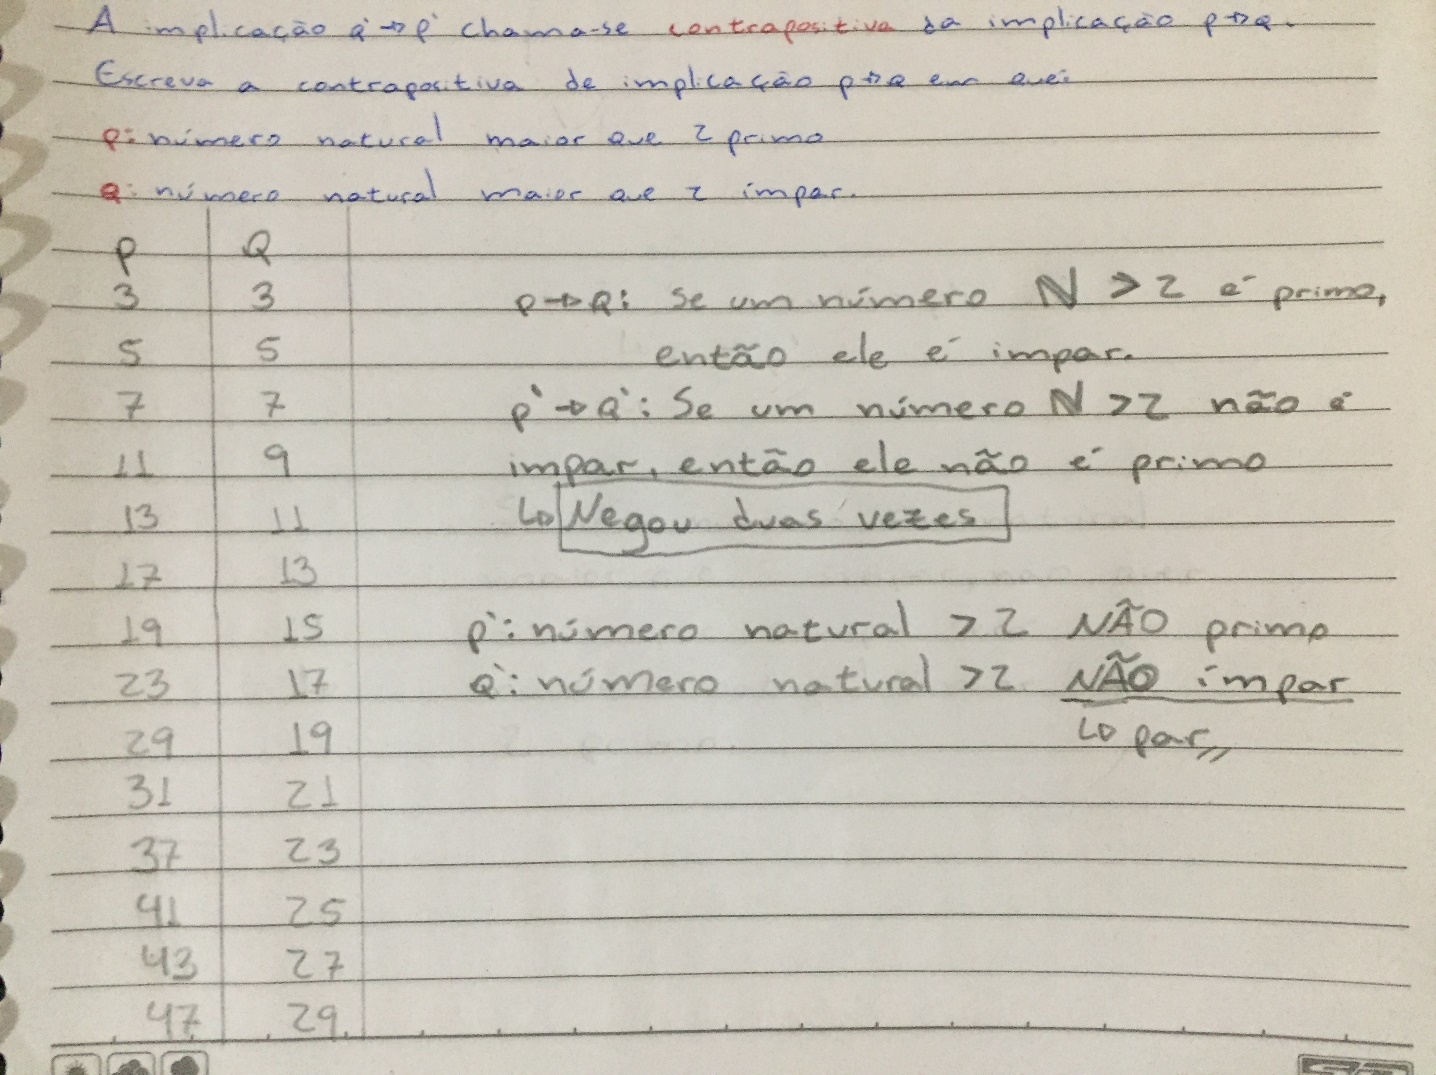 A implicação Q` → P` chama-se contrapositiva da implicação P→Q.
Escreva a contrapositiva de implicação P→Q em que:
P: número natural maior que 2 primo
Q: número natural maior que 2 ímpar.
P Q
3 3 P→Q: Se um número ℕ > 2 é primo,
5 5 então ele é impar.
7 7 P`→Q`: Se um número ℕ >2 não é
11 9 impar, então ele não é primo
13 11 ↳ Negou duas vezes
17 13
19 15 P`: número natural > 2 NÃO primo
23 17 Q`: número natural >2 NÃO ímpar
29 19 ↳ par,,
31 21
37 23
41 25
43 27
47 29